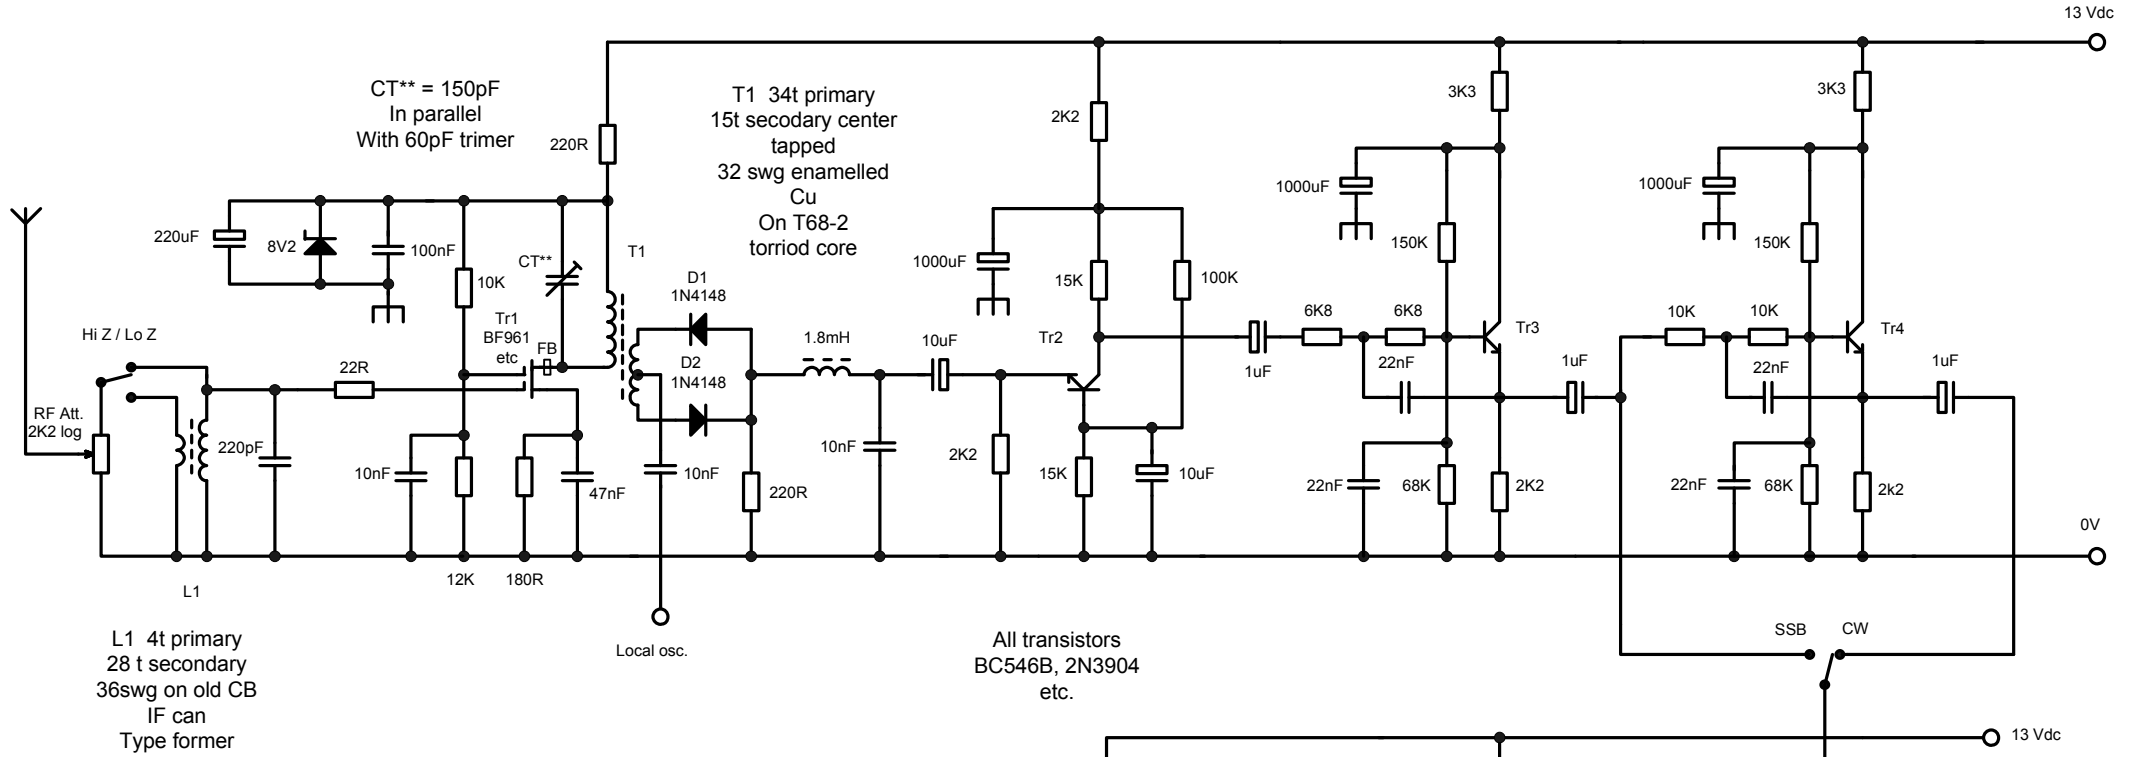 13 Vdc
CT** = 150pF
In parallel
With 60pF trimer
T1 34t primary
15t secodary center
tapped
32 swg enamelled
Cu
On T68-2
torriod core
220R
2K2
3K3
3K3
220uF
8V2
100nF
10K
CT**
T1
1000uF
15K
100K
1000uF
150K
1000uF
150K
Hi Z / Lo Z
Tr1
BF961
etc
FB
D1
1N4148
D2
1N4148
1.8mH
10uF
Tr2
1uF
6K8
6K8
22nF
Tr3
1uF
10K
10K
22nF
Tr4
1uF
22R
RF Att.
2K2 log
220pF
10nF
47nF
10nF
220R
10nF
2K2
15K
10uF
22nF
68K
2K2
22nF
68K
2k2
0V
L1
12K
180R
Local osc.
L1 4t primary
28 t secondary
36swg on old CB
IF can
Type former
All transistors
BC546B, 2N3904
etc.
SSB
CW
13 Vdc